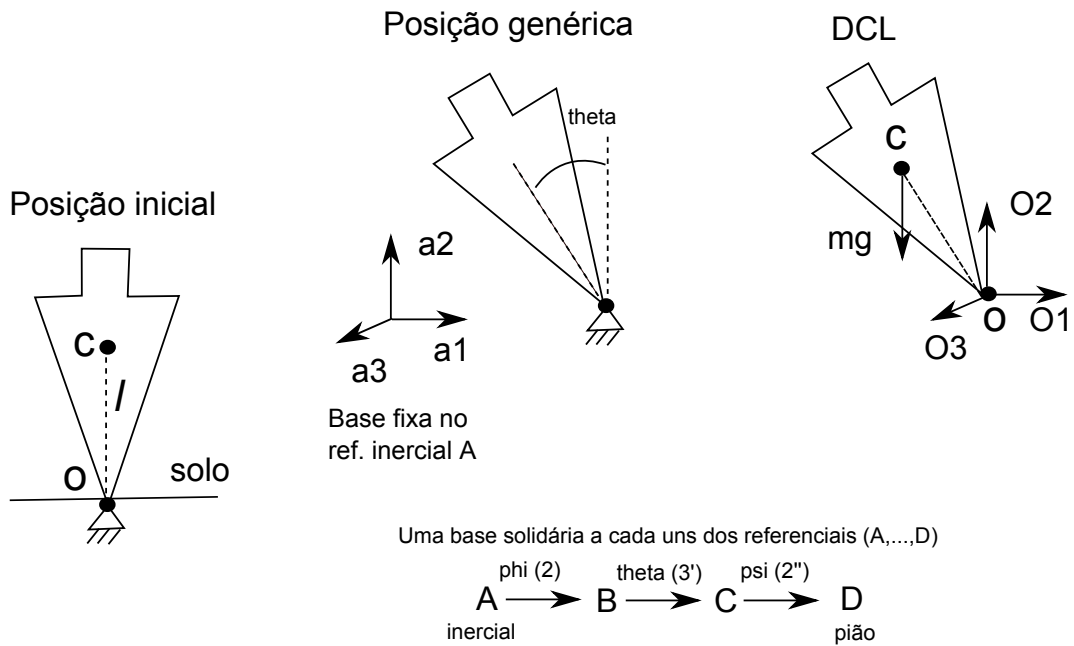 Posição genérica
DCL
theta
Posição inicial
C
l
O
solo
a2
a1
a3
Base fixa no
ref. inercial A
C
mg
O2
O
O1
O3
Uma base solidária a cada uns dos referenciais (A,...,D)
phi (2) theta (3') psi (2")
A B C D
inercial pião